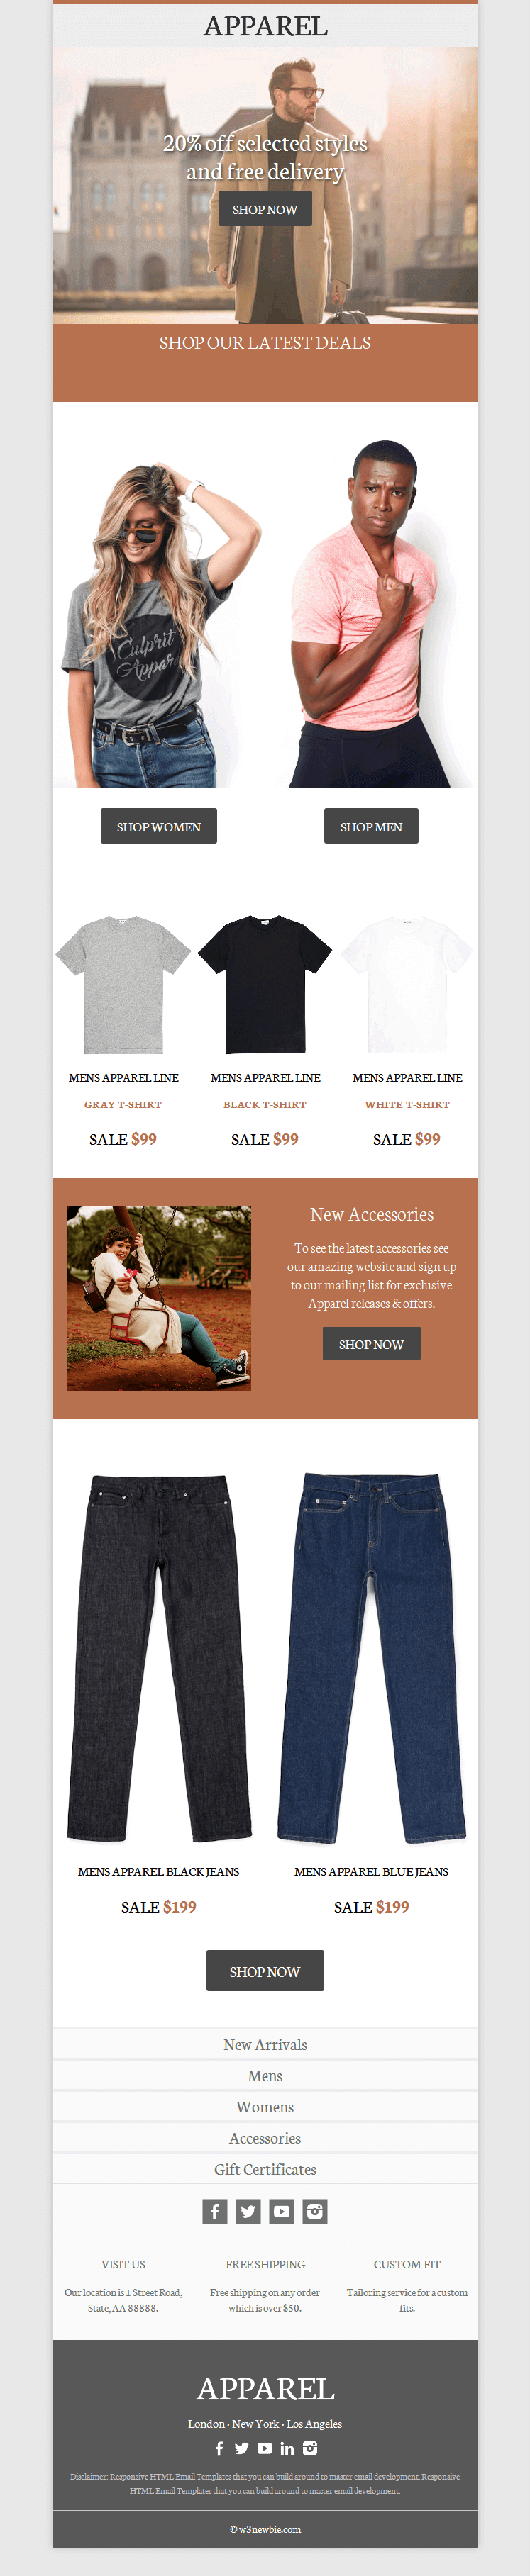 APPAREL
20% off selected styles
and free delivery
SHOP NOW
SHOP OUR LATEST DEALS
Culprit
Appar
SHOP WOMEN
SHOP MEN
MENS APPAREL LINE
GRAY T-SHIRT
SALE $99
MENS APPAREL LINE
BLACK T-SHIRT
SALE $99
MENS APPAREL LINE
WHITE T-SHIRT
SALE $99
New Accessories
To see the latest accessories see
our amazing website and sign up
to our mailing list for exclusive
Apparel releases & offers.
SHOP NOW
MENS APPAREL BLACK JEANS
SALE $199
MENS APPAREL BLUE JEANS
SALE $199
SHOP NOW
New Arrivals
Mens
Womens
Accessories
Gift Certificates
VISIT US
Our location is 1 Street Road,
State, AA 88888.
FREE SHIPPING
Free shipping on any order
which is over $50.
CUSTOM FIT
Tailoring service for a custom
fits.
APPAREL
London · New York · Los Angeles
Disclaimer: Responsive HTML Email Templates that you can build around to master email development. Responsive
HTML Email Templates that you can build around to master email development.
© w3newbie.com